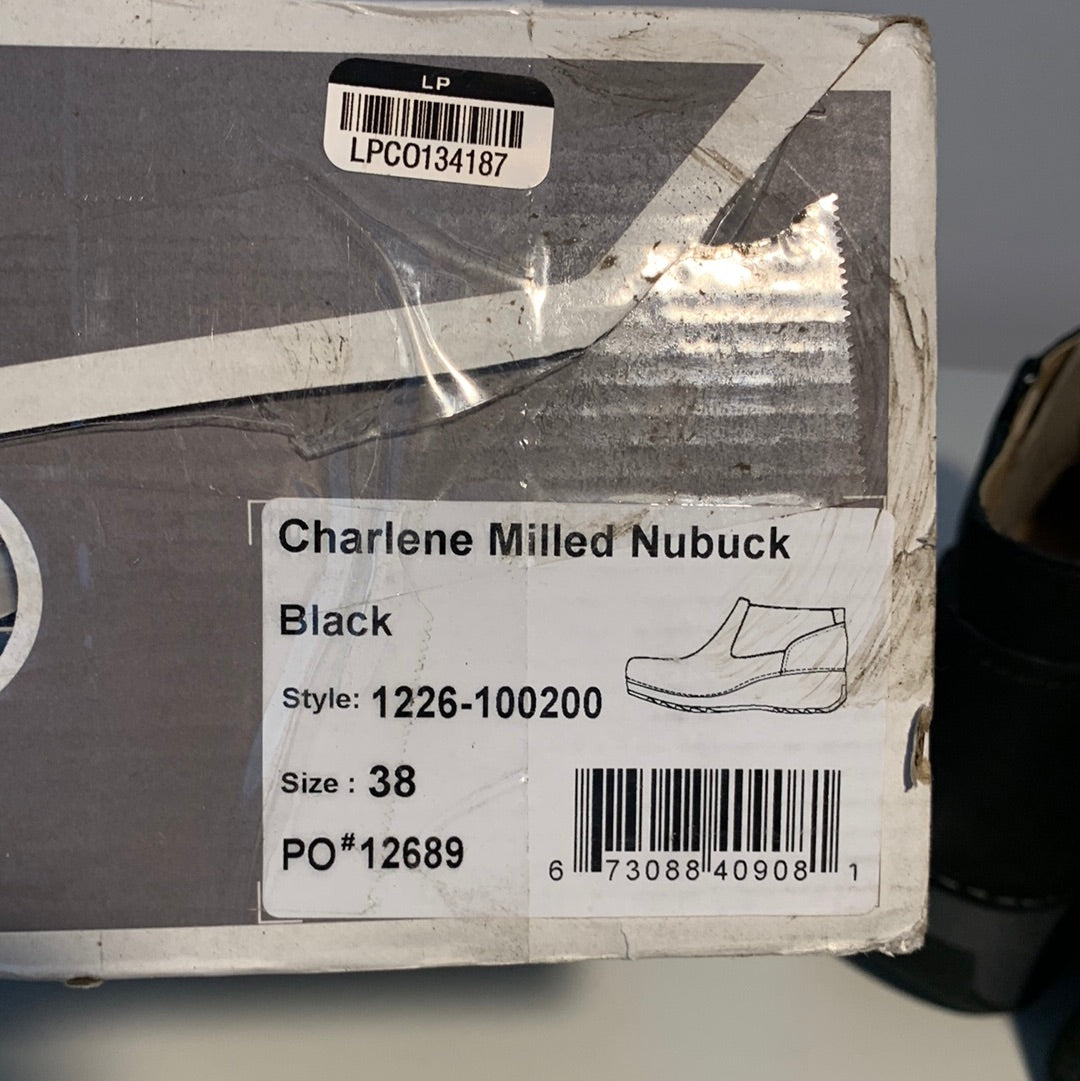 LP
LPCO134187
Charlene Milled Nubuck
Black
Style: 1226-100200
Size : 38
PO#12689
6 73088 40908 1